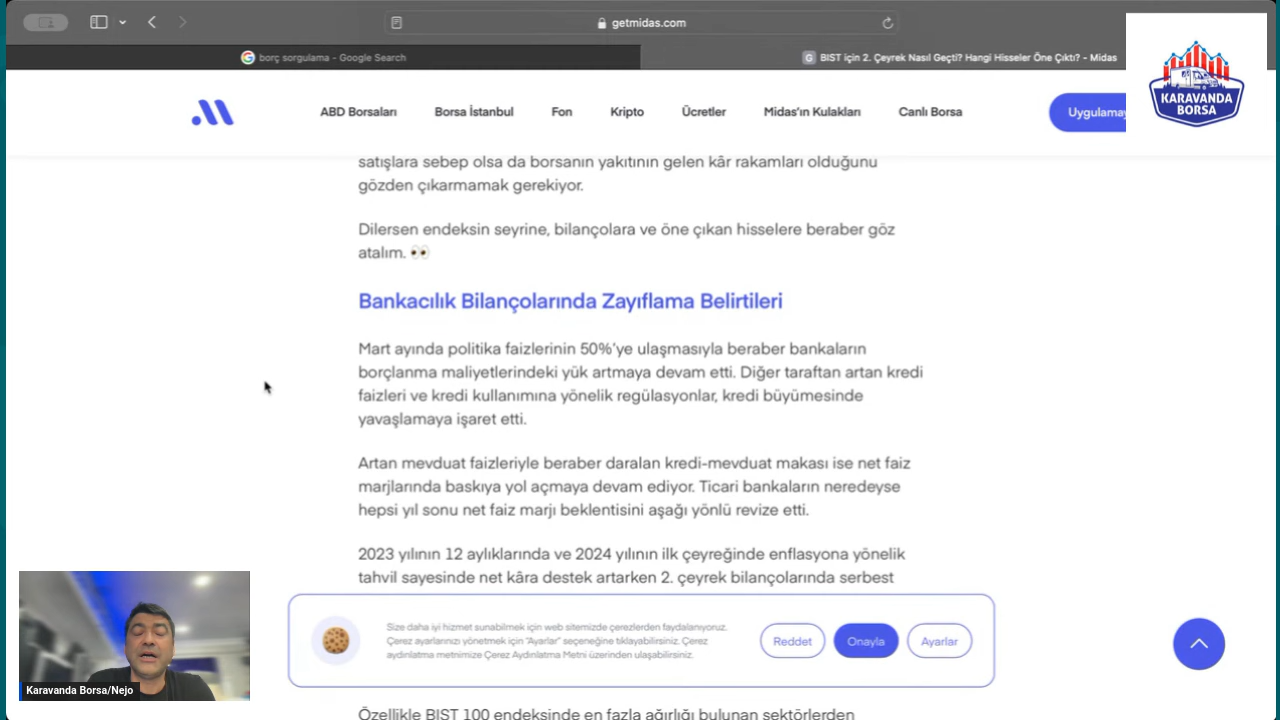 getmidas.com
borç sorgulama - Google Search
G BIST için 2. Çeyrek Nasıl Geçti? Hangi Hisseler Öne Çıktı? - Midas
KARAVANDA
BORSA
ABD Borsaları Borsa İstanbul Fon Kripto Ücretler Midas'ın Kulakları Canlı Borsa Uygulamay
satışlara sebep olsa da borsanın yakıtının gelen kâr rakamları olduğunu
gözden çıkarmamak gerekiyor.
Dilersen endeksin seyrine, bilançolara ve öne çıkan hisselere beraber göz
atalım. 👀
Bankacılık Bilançolarında Zayıflama Belirtileri
Mart ayında politika faizlerinin 50%'ye ulaşmasıyla beraber bankaların
borçlanma maliyetlerindeki yük artmaya devam etti. Diğer taraftan artan kredi
faizleri ve kredi kullanımına yönelik regülasyonlar, kredi büyümesinde
yavaşlamaya işaret etti.
Artan mevduat faizleriyle beraber daralan kredi-mevduat makası ise net faiz
marjlarında baskıya yol açmaya devam ediyor. Ticari bankaların neredeyse
hepsi yıl sonu net faiz marjı beklentisini aşağı yönlü revize etti.
2023 yılının 12 aylıklarında ve 2024 yılının ilk çeyreğinde enflasyona yönelik
tahvil sayesinde net kâra destek artarken 2. çeyrek bilançolarında serbest
Size daha iyi hizmet sunabilmek için web sitemizde çerezlerden faydalanıyoruz.
Çerez ayarlarınızı yönetmek için "Ayarlar" seçeneğine tıklayabilirsiniz. Çerez
aydınlatma metnimize Çerez Aydınlatma Metni üzerinden ulaşabilirsiniz.
Reddet Onayla Ayarlar
Karavanda Borsa/Nejo
Özellikle BIST 100 endeksinde en fazla ağırlığı bulunan sektörlerden